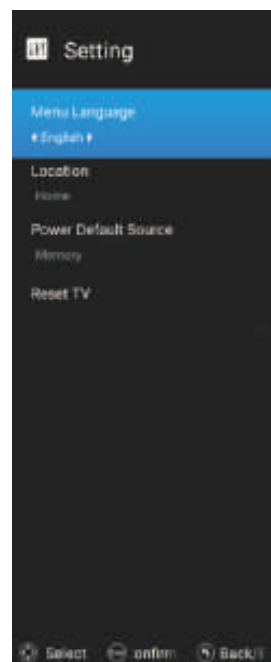 Setting
Menu Language
English
Location
Home
Power Default Source
Memory
Reset TV
Select onfirm Back/